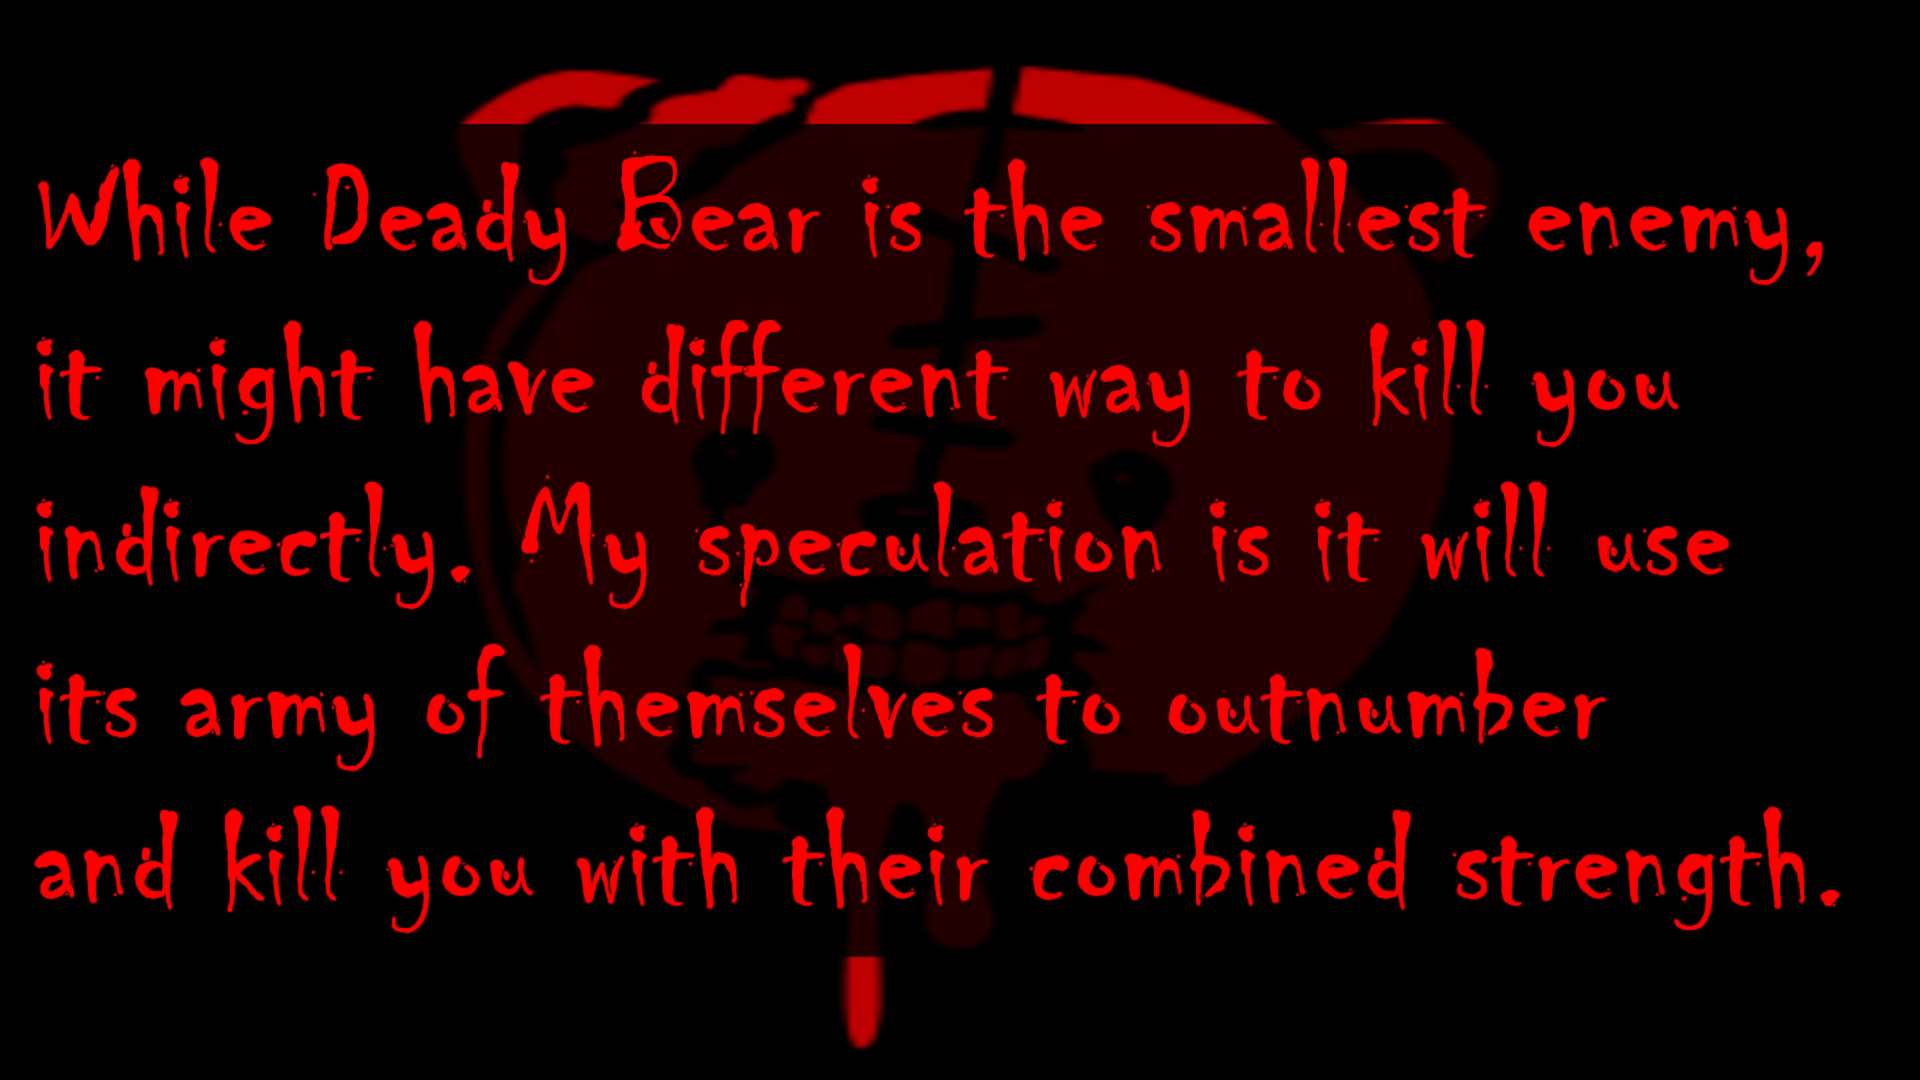 While Deady Bear is the smallest enemy,
it might have different way to kill you
indirectly. My speculation is it will use
its army of themselves to outnumber
and kill you with their combined strength.